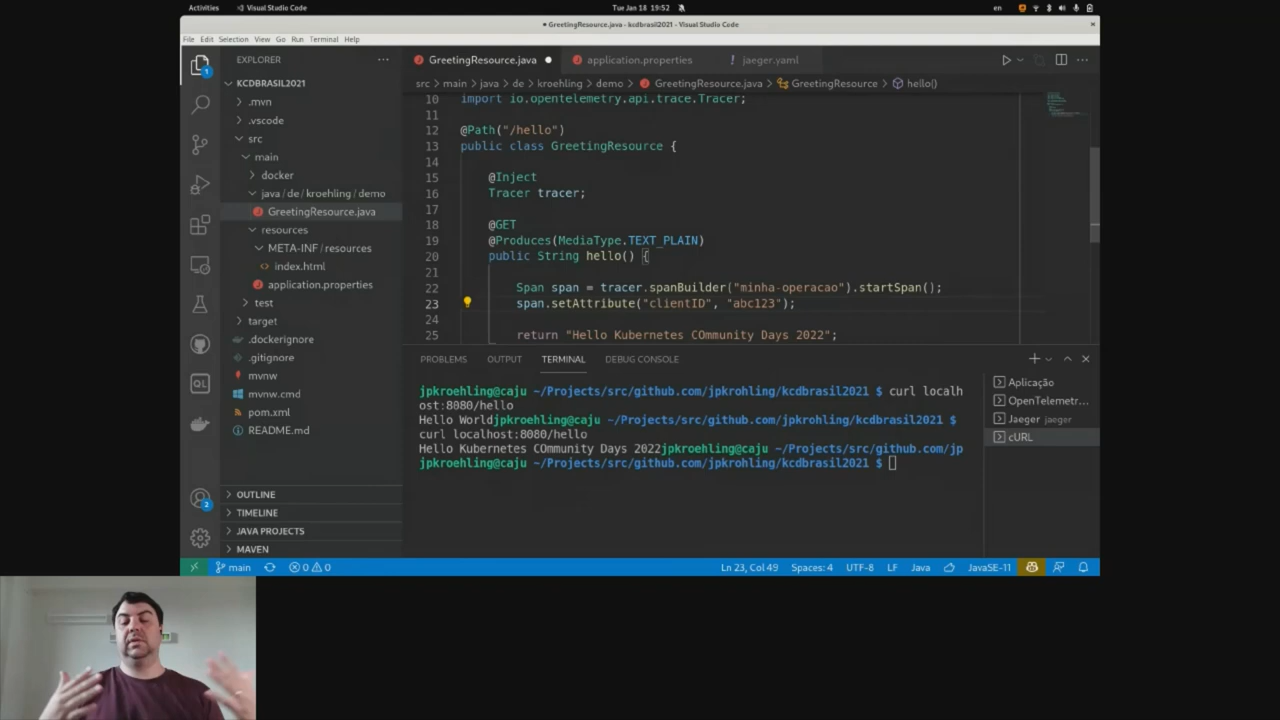 Activities Visual Studio Code Tue Jan 18 19:52 en
● GreetingResource.java - kcdbrasil2021 - Visual Studio Code
File Edit Selection View Go Run Terminal Help
EXPLORER
KCDBRASIL2021
.mvn
.vscode
src
main
docker
java / de / kroehling / demo
GreetingResource.java
resources
META-INF / resources
index.html
application.properties
test
target
.dockerignore
.gitignore
mvnw
mvnw.cmd
pom.xml
README.md
OUTLINE
TIMELINE
JAVA PROJECTS
MAVEN
1
QL
2
GreetingResource.java ● application.properties ! jaeger.yaml
src > main > java > de > kroehling > demo > GreetingResource.java > GreetingResource > hello()
10 import io.opentelemetry.api.trace.Tracer;
11
12 @Path("/hello")
13 public class GreetingResource {
14
15 @Inject
16 Tracer tracer;
17
18 @GET
19 @Produces(MediaType.TEXT_PLAIN)
20 public String hello() {
21
22 Span span = tracer.spanBuilder("minha-operacao").startSpan();
23 span.setAttribute("clientID", "abc123");
24
25 return "Hello Kubernetes COmmunity Days 2022";
PROBLEMS OUTPUT TERMINAL DEBUG CONSOLE
jpkroehling@caju ~/Projects/src/github.com/jpkrohling/kcdbrasil2021 $ curl localh
ost:8080/hello
Hello Worldjpkroehling@caju ~/Projects/src/github.com/jpkrohling/kcdbrasil2021 $
curl localhost:8080/hello
Hello Kubernetes COmmunity Days 2022jpkroehling@caju ~/Projects/src/github.com/jp
jpkroehling@caju ~/Projects/src/github.com/jpkrohling/kcdbrasil2021 $
Aplicação
OpenTelemetr...
Jaeger jaeger
cURL
main 0 0 Ln 23, Col 49 Spaces: 4 UTF-8 LF Java JavaSE-11